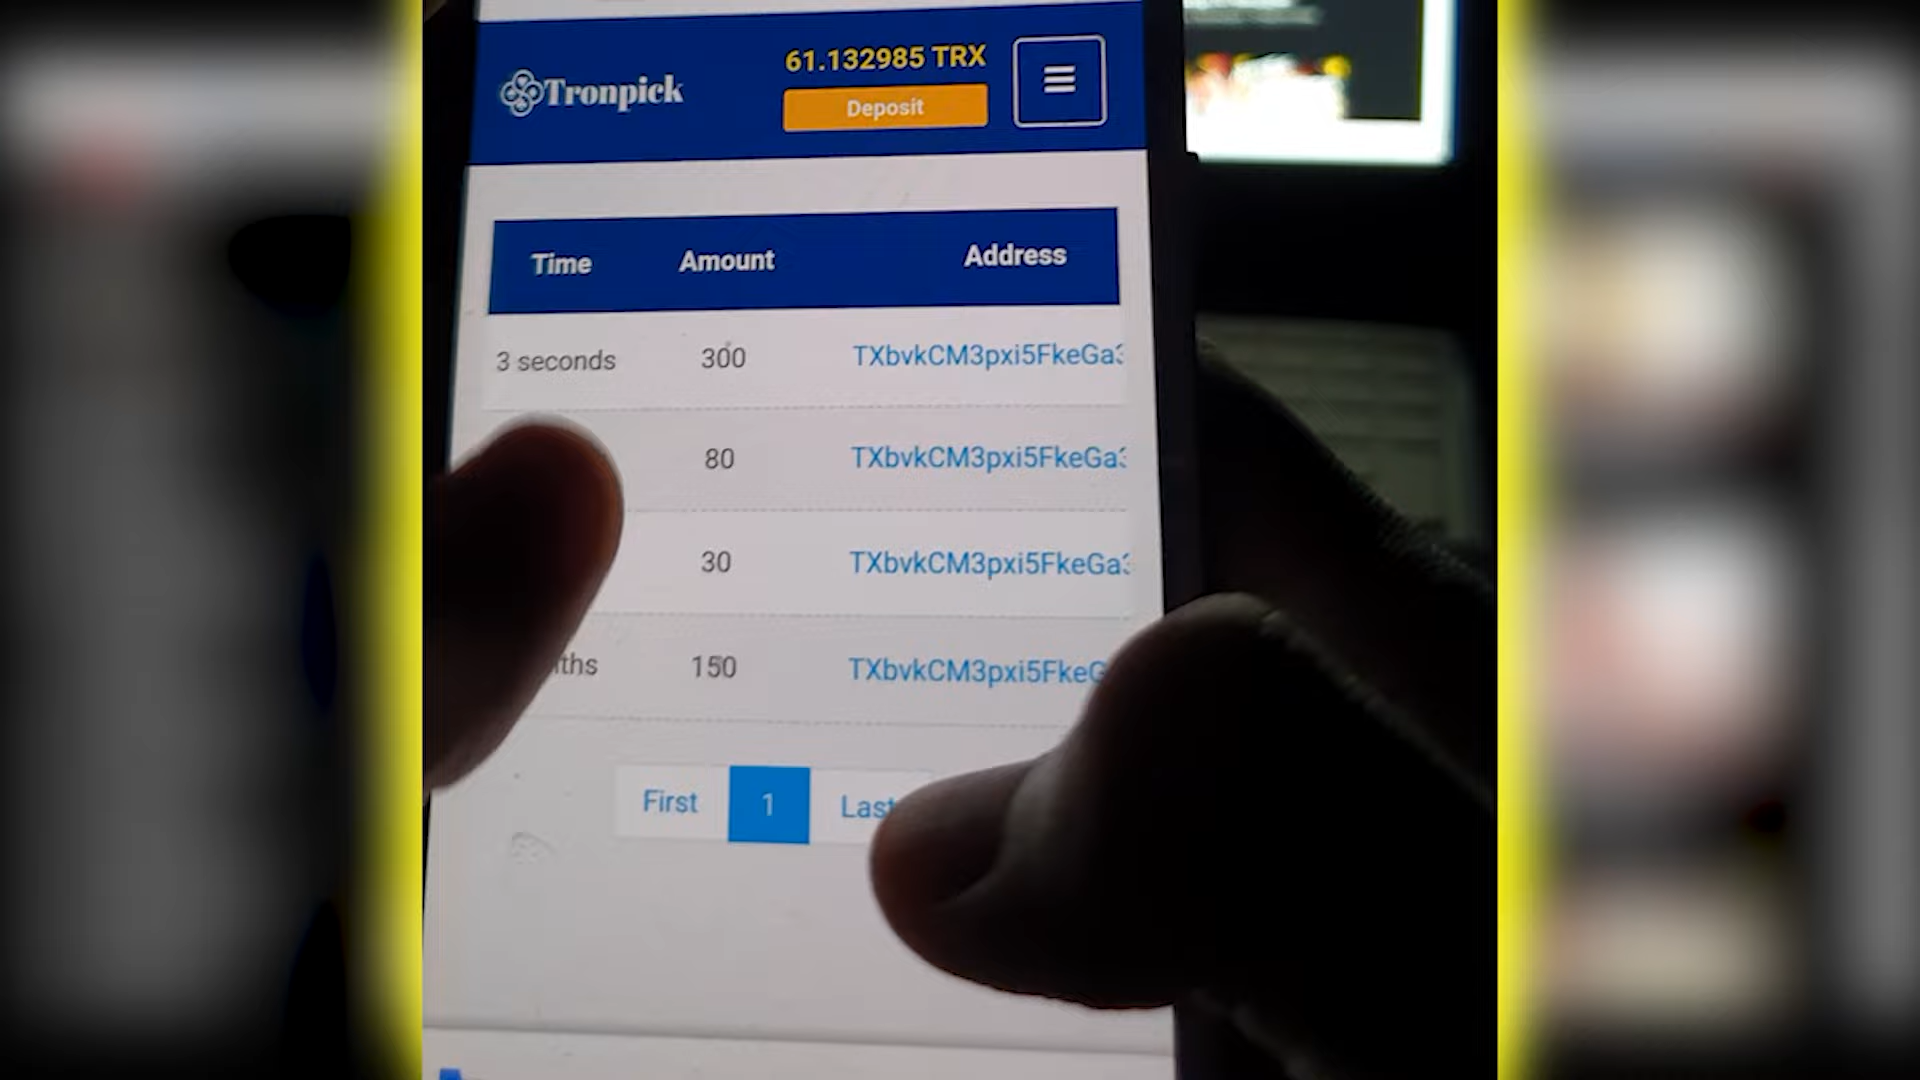 Tronpick
61.132985 TRX
Deposit
Time Amount Address
3 seconds 300 TXbvkCM3pxi5FkeGa3
80 TXbvkCM3pxi5FkeGa3
30 TXbvkCM3pxi5FkeGa3
ths 150 TXbvkCM3pxi5FkeG
First 1 Last